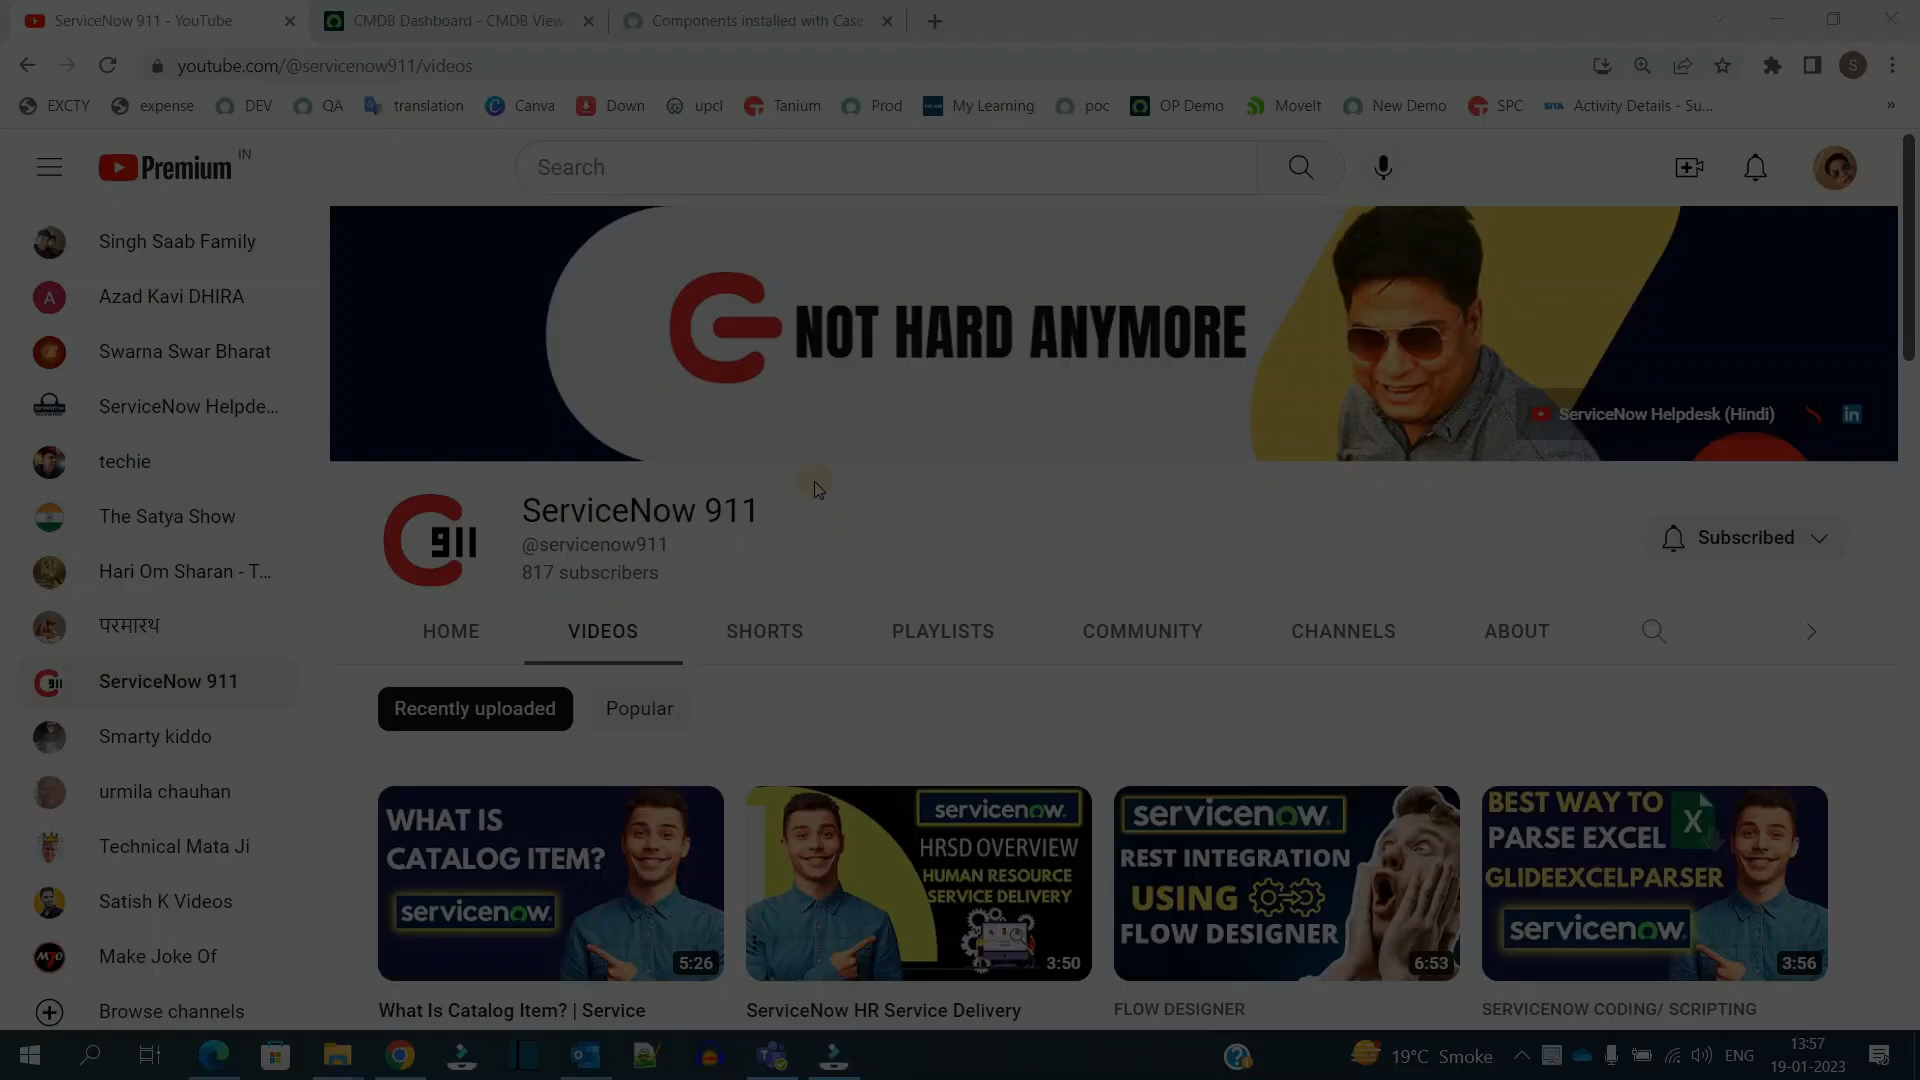 ServiceNow 911 - YouTube
CMDB Dashboard - CMDB View
Components installed with Case
youtube.com/@servicenow911/videos
EXCTY
expense
DEV
QA
translation
Canva
Down
upcl
Tanium
Prod
My Learning
poc
OP Demo
MoveIt
New Demo
SPC
SITA
Activity Details - Su...
»
Premium
IN
Search
S
Singh Saab Family
A
Azad Kavi DHIRA
Swarna Swar Bharat
ServiceNow Helpde...
techie
The Satya Show
Hari Om Sharan - T...
परमारथ
911
ServiceNow 911
Smarty kiddo
urmila chauhan
Technical Mata Ji
Satish K Videos
MJO
Make Joke Of
Browse channels
NOT HARD ANYMORE
ServiceNow Helpdesk (Hindi)
in
911
ServiceNow 911
@servicenow911
817 subscribers
Subscribed
HOME
VIDEOS
SHORTS
PLAYLISTS
COMMUNITY
CHANNELS
ABOUT
Recently uploaded
Popular
WHAT IS
CATALOG ITEM?
servicenow.
5:26
What Is Catalog Item? | Service
servicenow.
HRSD OVERVIEW
HUMAN RESOURCE
SERVICE DELIVERY
3:50
ServiceNow HR Service Delivery
servicenow.
REST INTEGRATION
USING
FLOW DESIGNER
6:53
FLOW DESIGNER
BEST WAY TO
PARSE EXCEL
X
GLIDEEXCELPARSER
servicenow.
3:56
SERVICENOW CODING/ SCRIPTING
19°C Smoke
ENG
13:57
19-01-2023